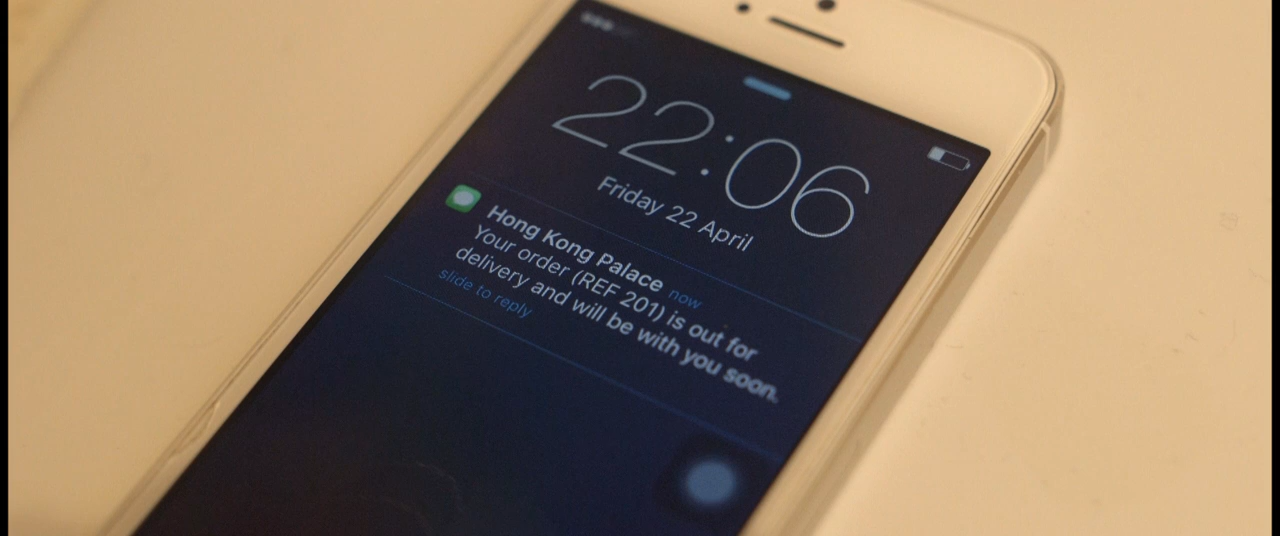 22:06
Friday 22 April
Hong Kong Palace now
Your order (REF 201) is out for
delivery and will be with you soon.
slide to reply